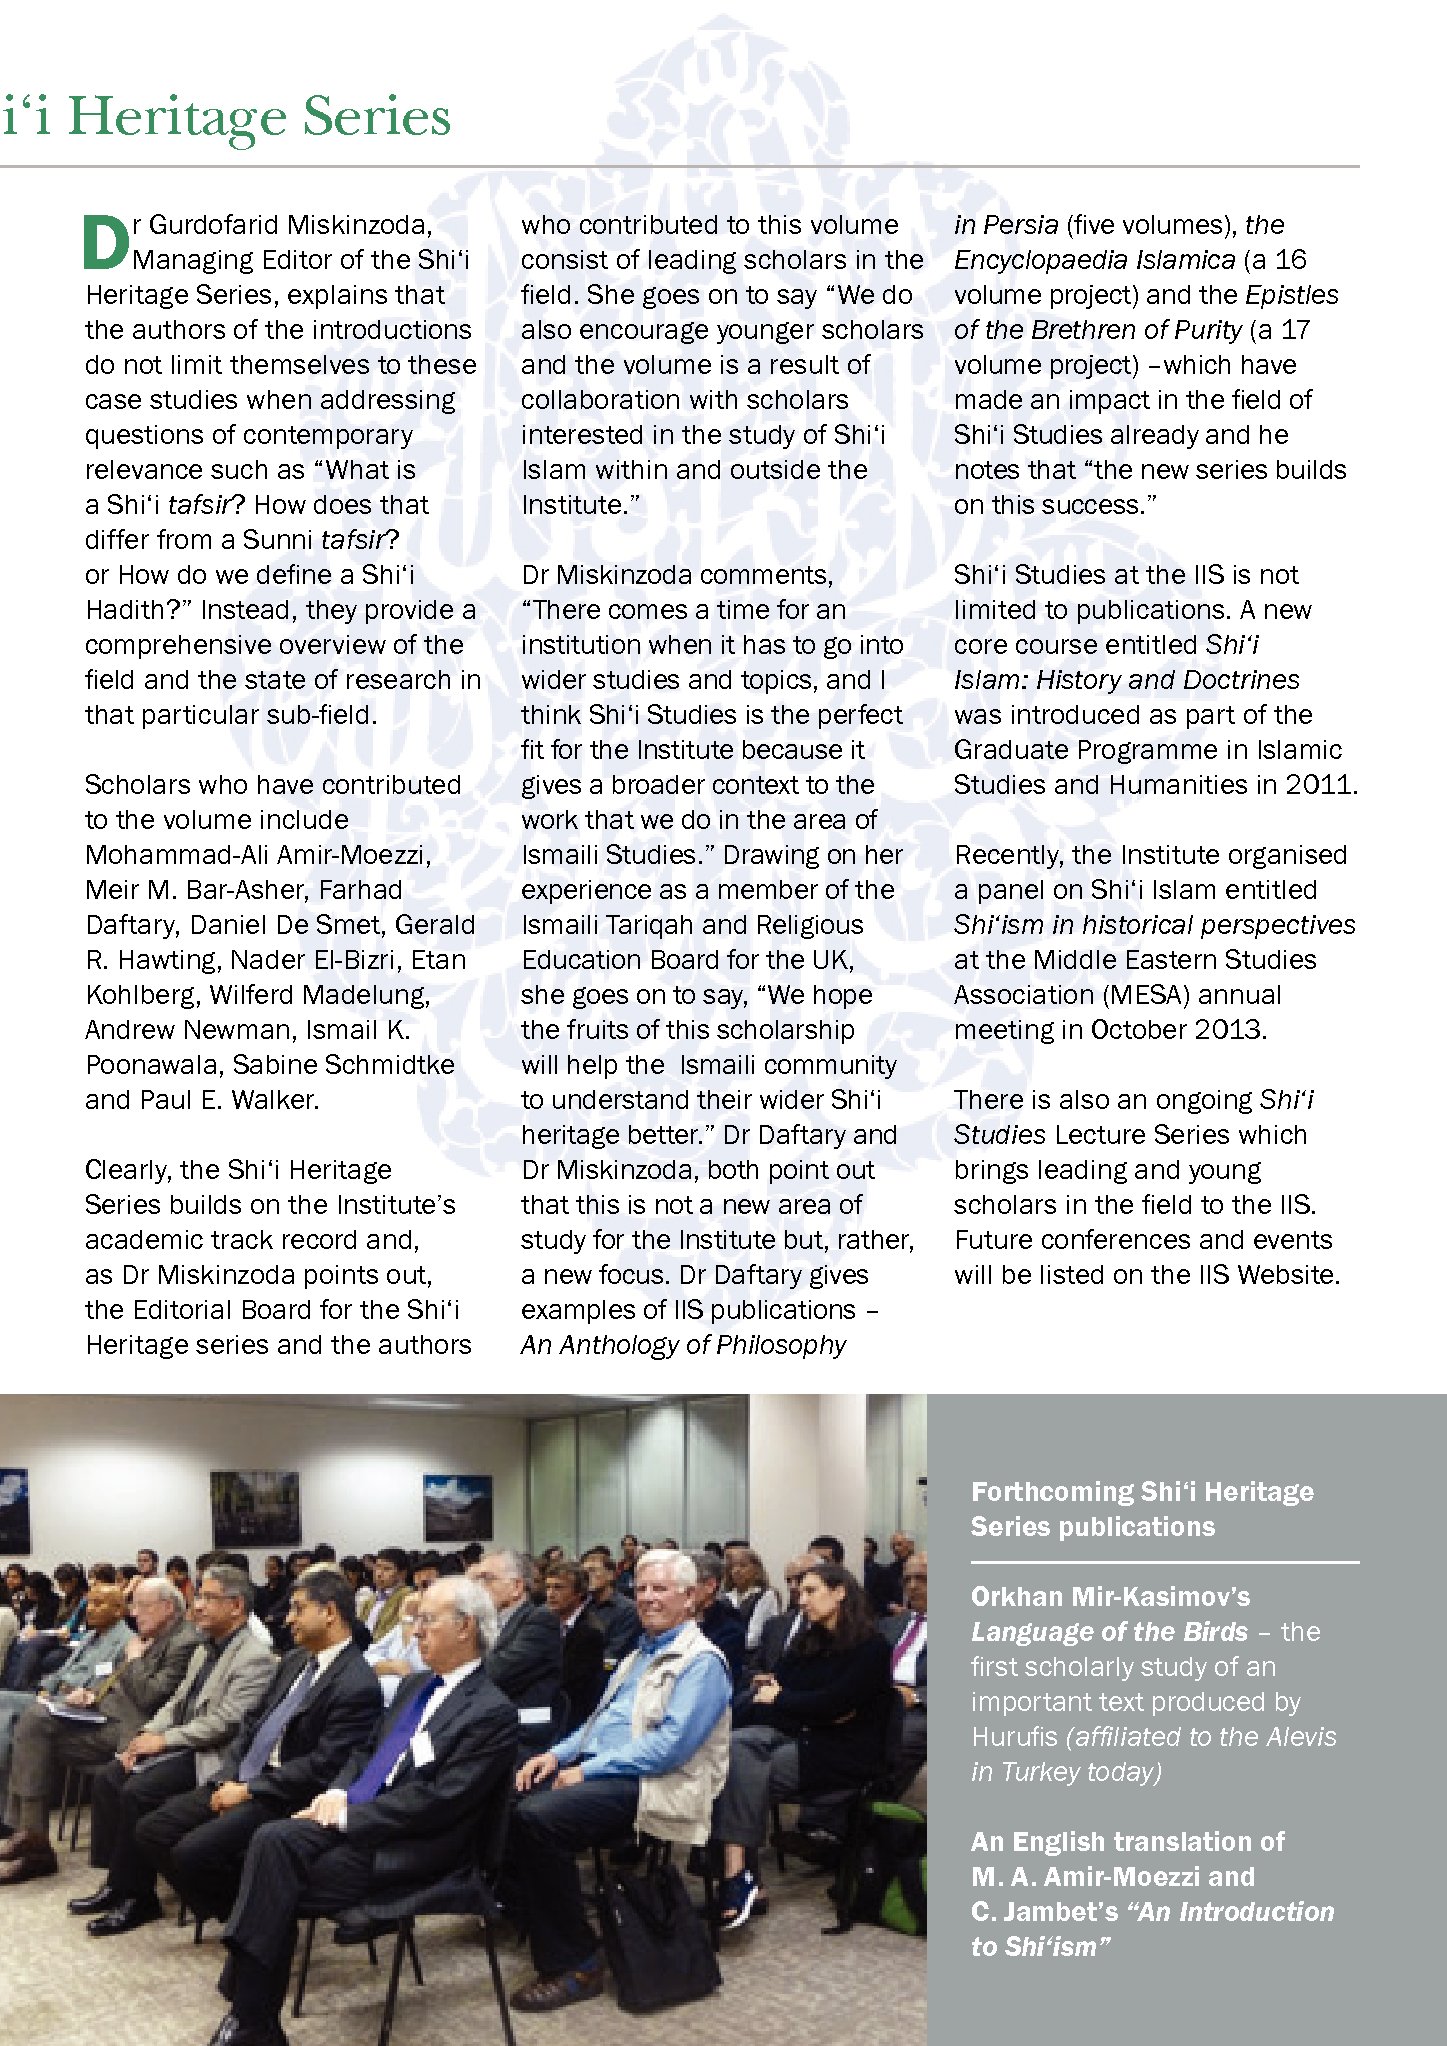 i‘i Heritage Series
Dr Gurdofarid Miskinzoda,
Managing Editor of the Shi‘i
Heritage Series, explains that
the authors of the introductions
do not limit themselves to these
case studies when addressing
questions of contemporary
relevance such as “What is
a Shi‘i tafsir? How does that
differ from a Sunni tafsir?
or How do we define a Shi‘i
Hadith?” Instead, they provide a
comprehensive overview of the
field and the state of research in
that particular sub-field.
Scholars who have contributed
to the volume include
Mohammad-Ali Amir-Moezzi,
Meir M. Bar-Asher, Farhad
Daftary, Daniel De Smet, Gerald
R. Hawting, Nader El-Bizri, Etan
Kohlberg, Wilferd Madelung,
Andrew Newman, Ismail K.
Poonawala, Sabine Schmidtke
and Paul E. Walker.
Clearly, the Shi‘i Heritage
Series builds on the Institute’s
academic track record and,
as Dr Miskinzoda points out,
the Editorial Board for the Shi‘i
Heritage series and the authors
who contributed to this volume
consist of leading scholars in the
field. She goes on to say “We do
also encourage younger scholars
and the volume is a result of
collaboration with scholars
interested in the study of Shi‘i
Islam within and outside the
Institute.”
Dr Miskinzoda comments,
“There comes a time for an
institution when it has to go into
wider studies and topics, and I
think Shi‘i Studies is the perfect
fit for the Institute because it
gives a broader context to the
work that we do in the area of
Ismaili Studies.” Drawing on her
experience as a member of the
Ismaili Tariqah and Religious
Education Board for the UK,
she goes on to say, “We hope
the fruits of this scholarship
will help the Ismaili community
to understand their wider Shi‘i
heritage better.” Dr Daftary and
Dr Miskinzoda, both point out
that this is not a new area of
study for the Institute but, rather,
a new focus. Dr Daftary gives
examples of IIS publications –
An Anthology of Philosophy
in Persia (five volumes), the
Encyclopaedia Islamica (a 16
volume project) and the Epistles
of the Brethren of Purity (a 17
volume project) –which have
made an impact in the field of
Shi‘i Studies already and he
notes that “the new series builds
on this success.”
Shi‘i Studies at the IIS is not
limited to publications. A new
core course entitled Shi‘i
Islam: History and Doctrines
was introduced as part of the
Graduate Programme in Islamic
Studies and Humanities in 2011.
Recently, the Institute organised
a panel on Shi‘i Islam entitled
Shi‘ism in historical perspectives
at the Middle Eastern Studies
Association (MESA) annual
meeting in October 2013.
There is also an ongoing Shi‘i
Studies Lecture Series which
brings leading and young
scholars in the field to the IIS.
Future conferences and events
will be listed on the IIS Website.
Forthcoming Shi‘i Heritage
Series publications
Orkhan Mir-Kasimov’s
Language of the Birds – the
first scholarly study of an
important text produced by
Hurufis (affiliated to the Alevis
in Turkey today)
An English translation of
M. A. Amir-Moezzi and
C. Jambet’s “An Introduction
to Shi‘ism”